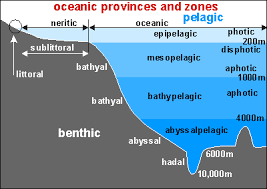 oceanic provinces and zones
pelagic
neritic
oceanic
epipelagic
photic
200m
sublittoral
littoral
bathyal
mesopelagic
disphotic
aphotic
1000m
bathyal
bathypelagic
aphotic
4000m
benthic
abyssal
abyssalpelagic
hadal
6000m
10,000m